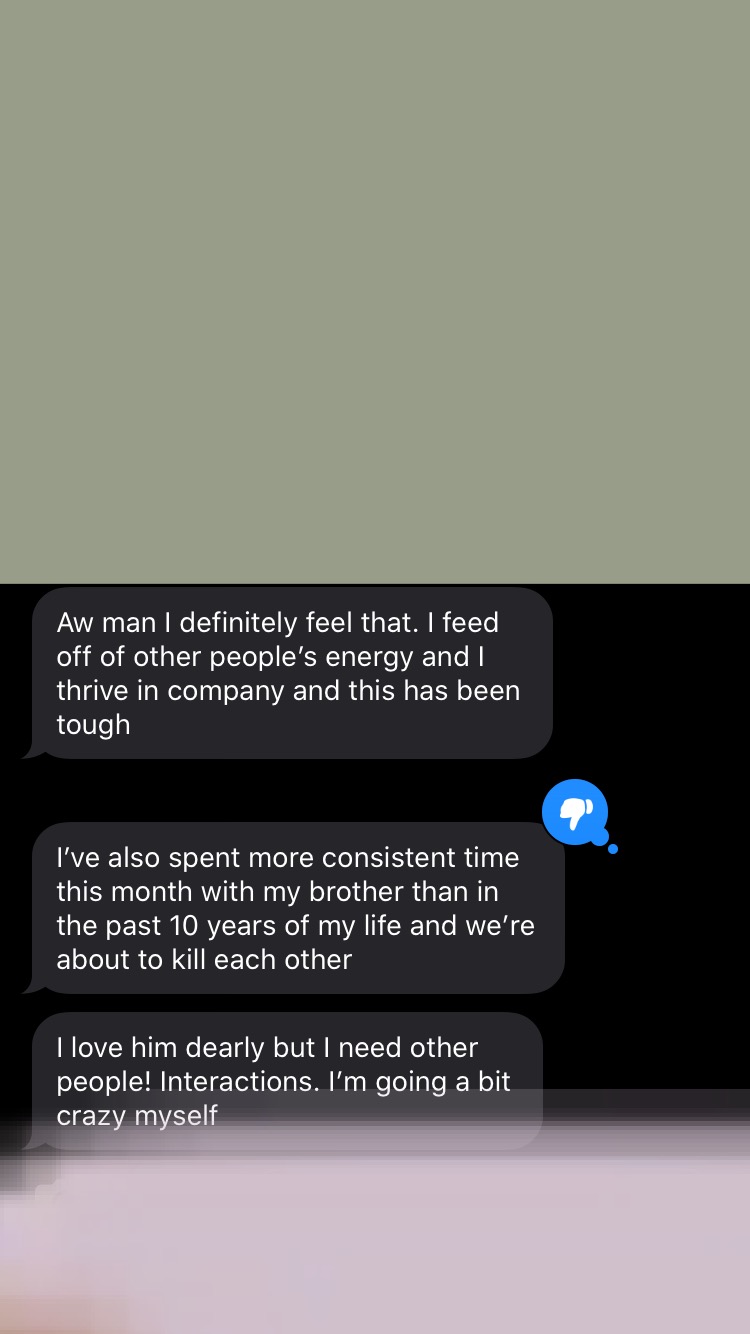 Aw man I definitely feel that. I feed
off of other people’s energy and I
thrive in company and this has been
tough
I’ve also spent more consistent time
this month with my brother than in
the past 10 years of my life and we’re
about to kill each other
I love him dearly but I need other
people! Interactions. I’m going a bit
crazy myself